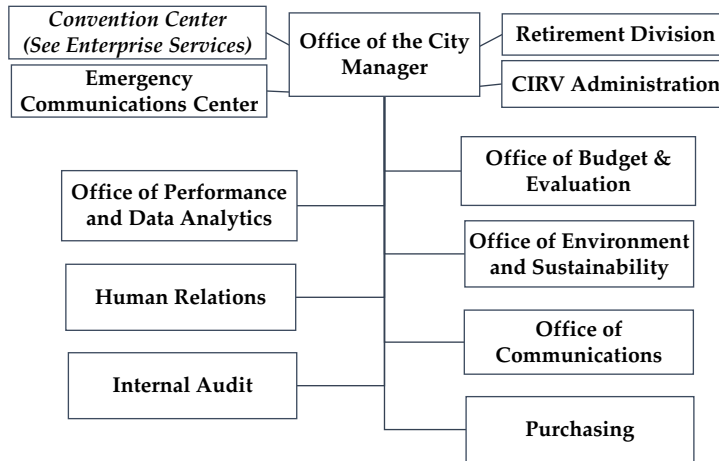 Convention Center
(See Enterprise Services)
Office of the City
Manager
Retirement Division
Emergency
Communications Center
CIRV Administration
Office of Budget &
Evaluation
Office of Performance
and Data Analytics
Office of Environment
and Sustainability
Human Relations
Office of
Communications
Internal Audit
Purchasing